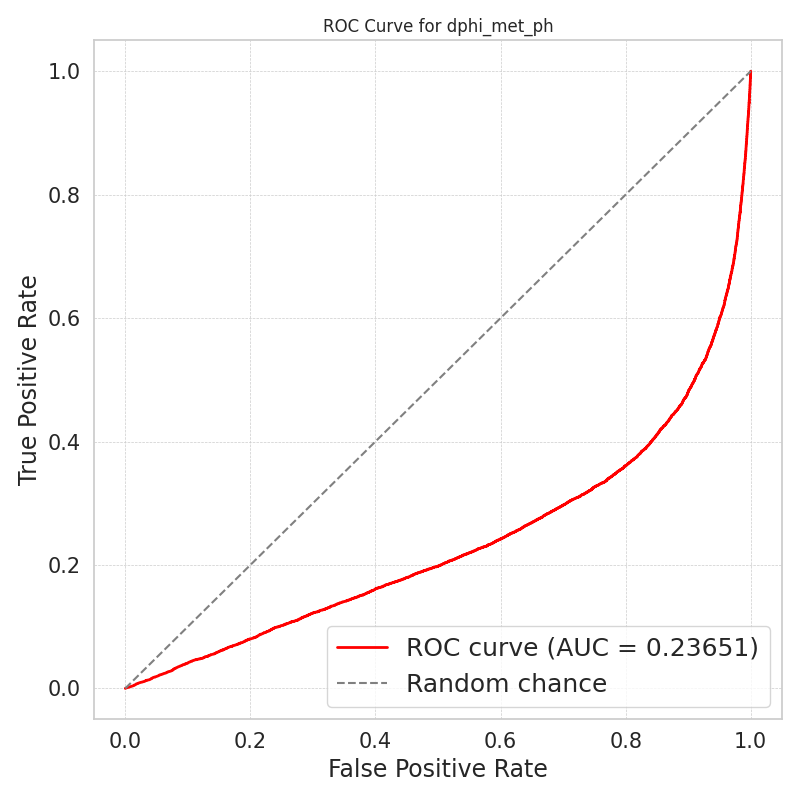 ROC Curve for dphi_met_ph
1.0
0.8
0.6
0.4
0.2
0.0
True Positive Rate
ROC curve (AUC = 0.23651)
Random chance
0.0 0.2 0.4 0.6 0.8 1.0
False Positive Rate